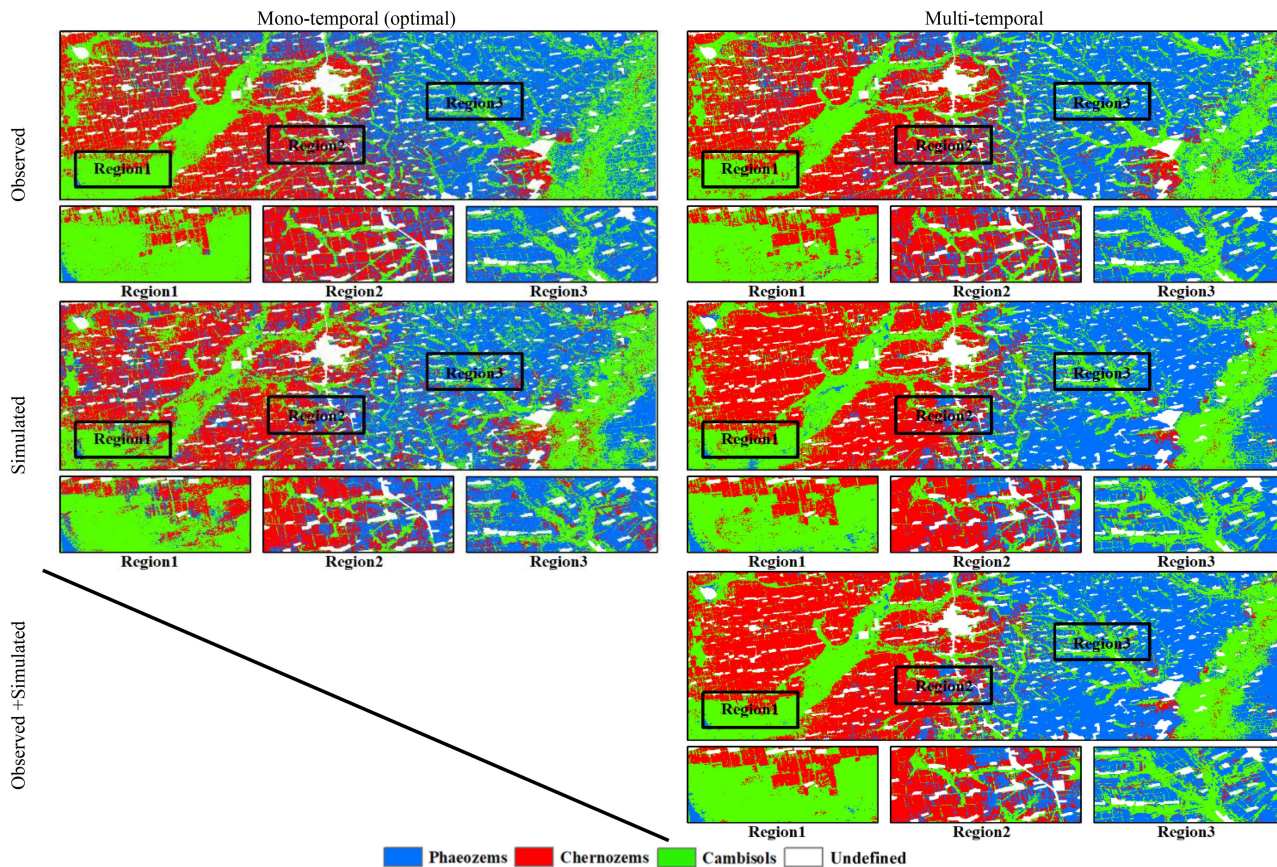 Mono-temporal (optimal)
Multi-temporal
Observed
Region1
Region2
Region3
Region1
Region2
Region3
Region1
Region2
Region3
Region1
Region2
Region3
Simulated
Region1
Region2
Region3
Region1
Region2
Region3
Region1
Region2
Region3
Region1
Region2
Region3
Observed +Simulated
Region1
Region2
Region3
Region1
Region2
Region3
Phaeozems
Chernozems
Cambisols
Undefined